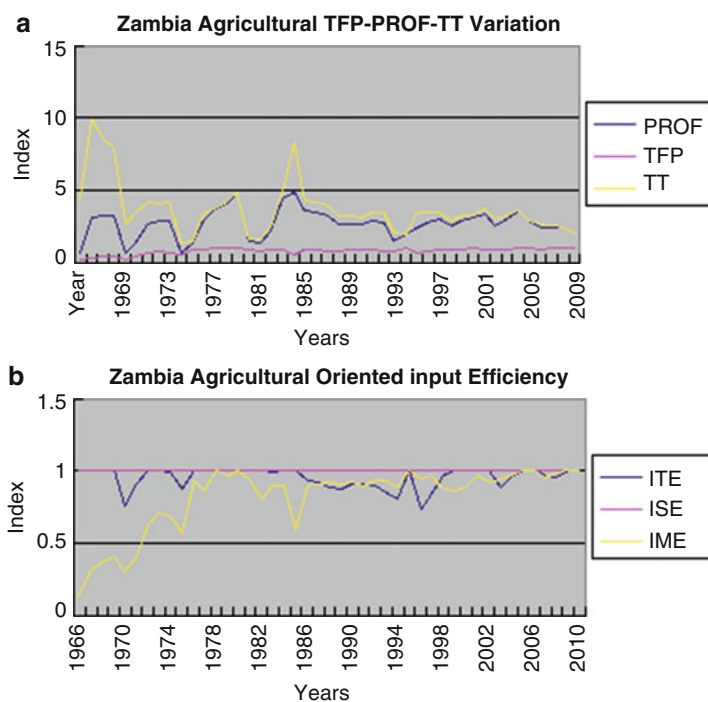 a
Zambia Agricultural TFP-PROF-TT Variation
15
10
5
0
Index
Year
1969
1973
1977
1981
1985
1989
1993
1997
2001
2005
2009
Years
PROF
TFP
TT
b
Zambia Agricultural Oriented input Efficiency
1.5
1
0.5
0
Index
1966
1970
1974
1978
1982
1986
1990
1994
1998
2002
2006
2010
Years
ITE
ISE
IME